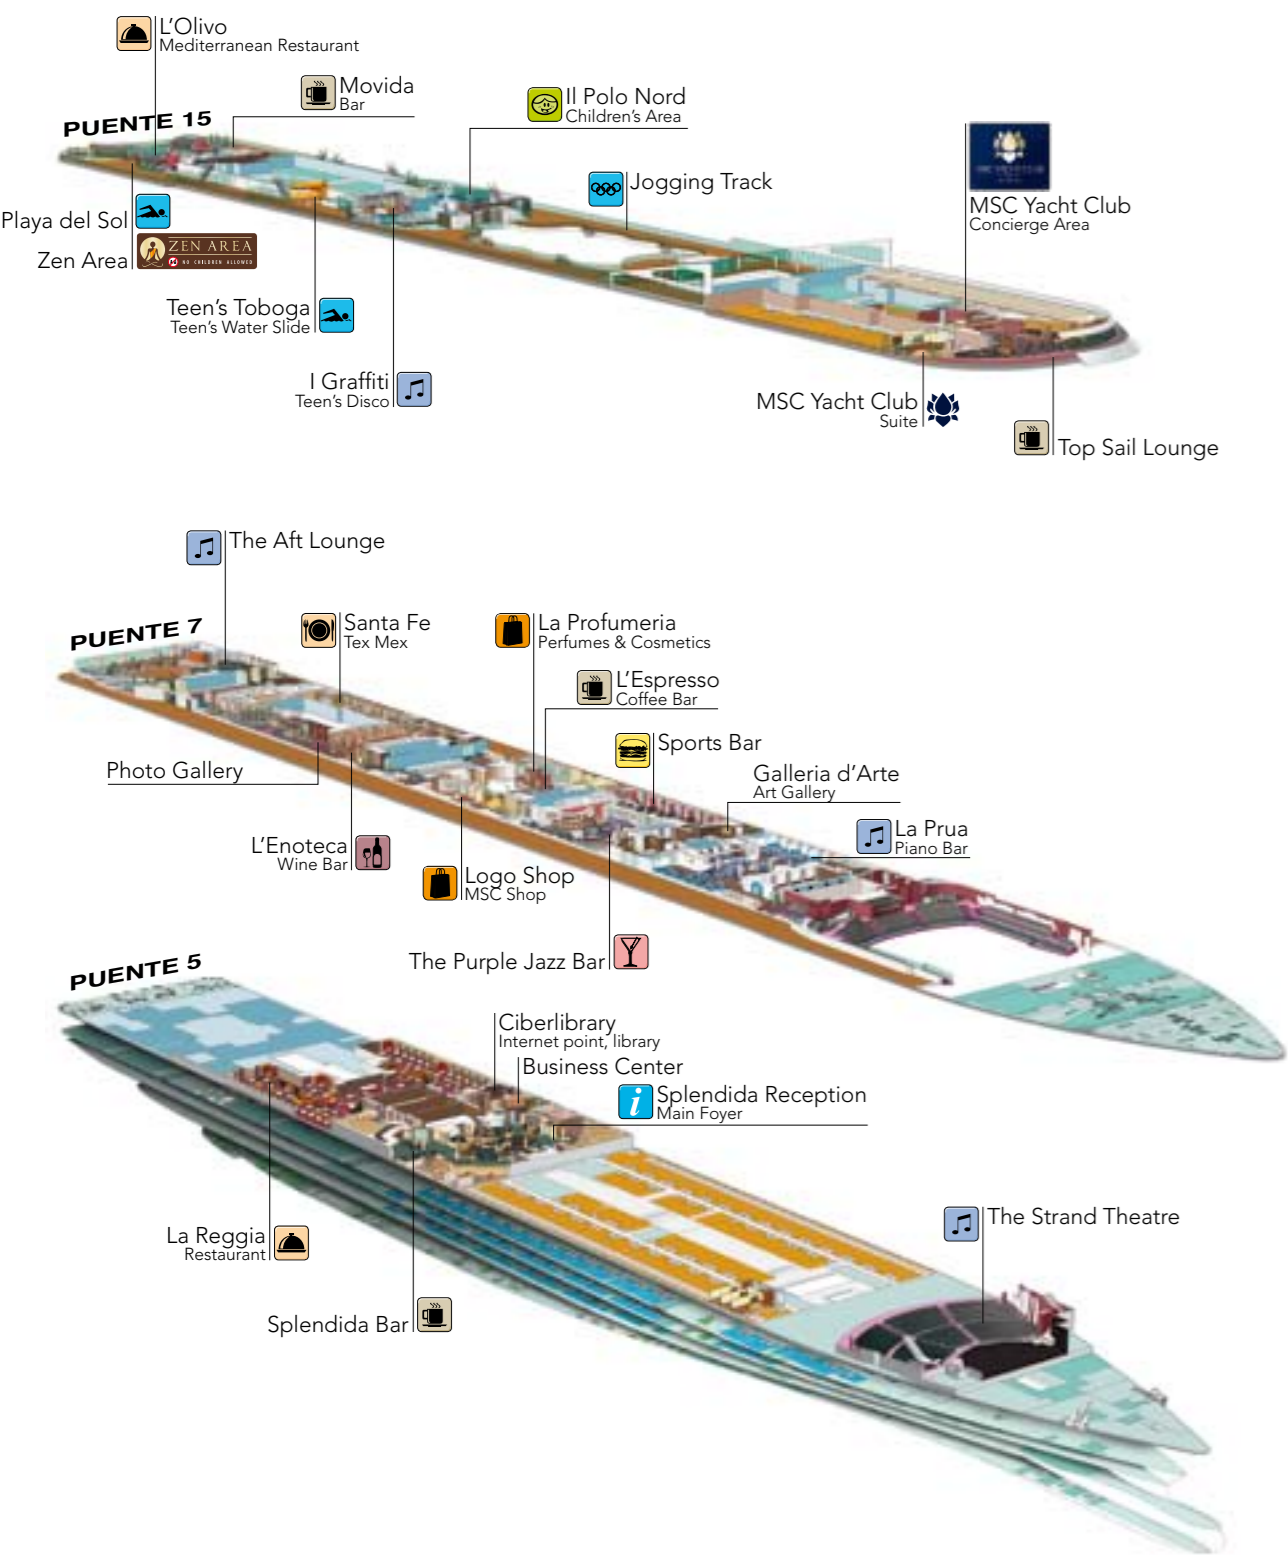 L'Olivo
Mediterranean Restaurant
Movida
Bar
Il Polo Nord
Children's Area
PUENTE 15
Jogging Track
MSC Yacht Club
Concierge Area
Playa del Sol
Zen Area
ZEN AREA
NO CHILDREN ALLOWED
Teen's Toboga
Teen's Water Slide
I Graffiti
Teen's Disco
MSC Yacht Club
Suite
Top Sail Lounge
The Aft Lounge
PUENTE 7
Santa Fe
Tex Mex
La Profumeria
Perfumes & Cosmetics
L'Espresso
Coffee Bar
Sports Bar
Photo Gallery
Galleria d'Arte
Art Gallery
La Prua
Piano Bar
L'Enoteca
Wine Bar
Logo Shop
MSC Shop
The Purple Jazz Bar
PUENTE 5
Ciberlibrary
Internet point, library
Business Center
i
Splendida Reception
Main Foyer
The Strand Theatre
La Reggia
Restaurant
Splendida Bar